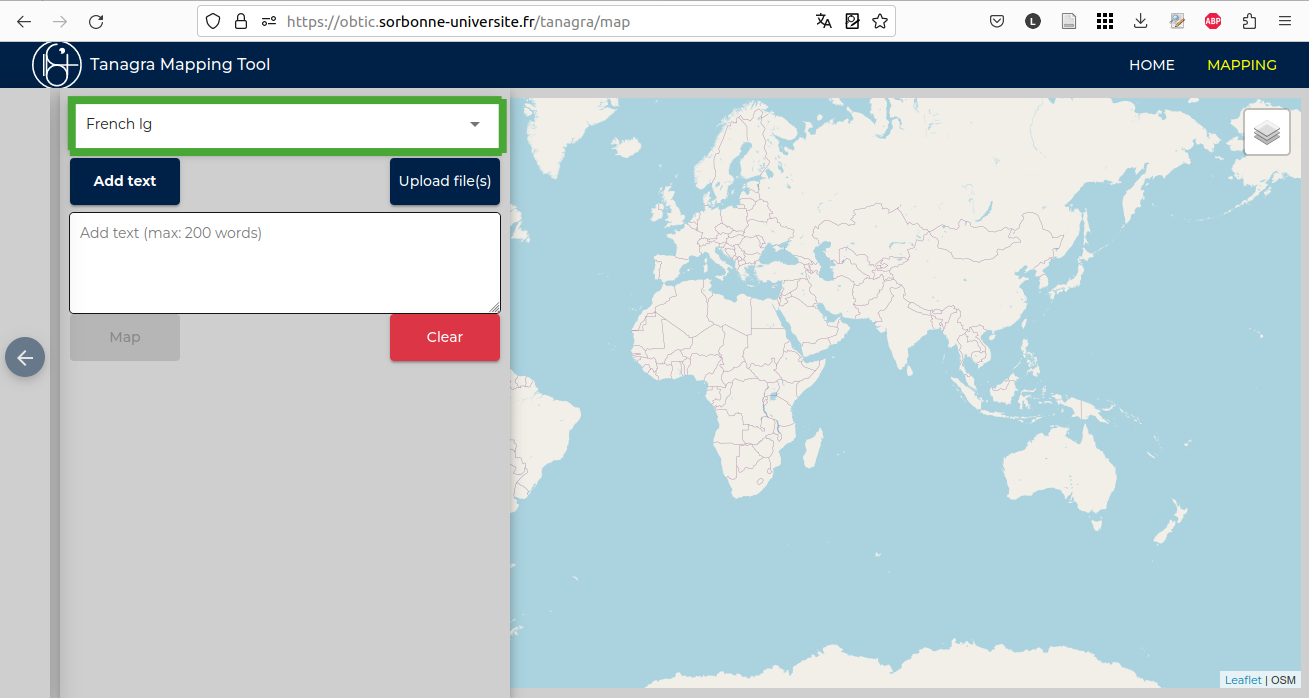 https://obtic.sorbonne-universite.fr/tanagra/map
L
ABP
Tanagra Mapping Tool
HOME
MAPPING
French lg
Add text
Upload file(s)
Add text (max: 200 words)
Map
Clear
Leaflet | OSM